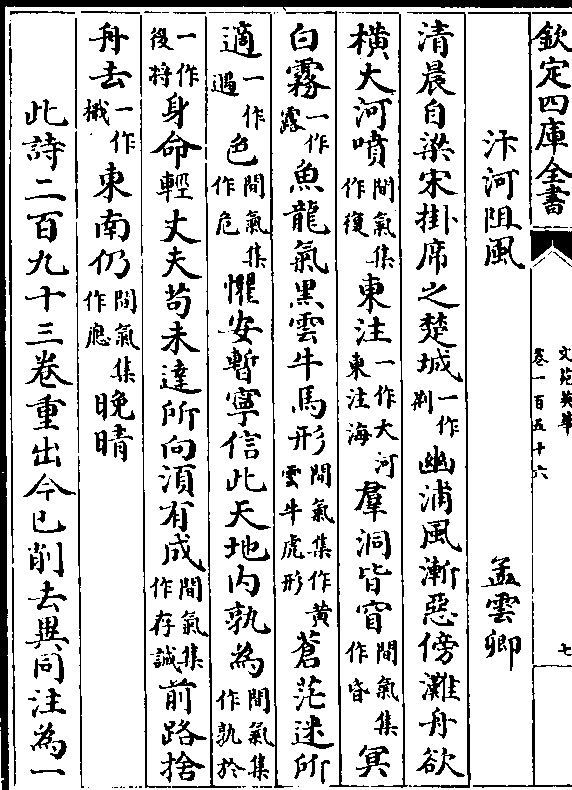 欽定四庫全書
文苑英華
卷一百五十六
七
汴河阻風　孟雲卿
清晨自梁宋掛席之楚城一作荆幽浦風漸惡傍灘舟欲
橫大河噴間氣集作復東注一作大河東注海羣洞皆窅間氣集作昏冥
白霧一作露魚龍氣黑雲牛馬形間氣集作黄雲牛虎形蒼茫迷所
適一作過色間氣集作危懼安暫寧信此天地内孰為間氣集作孰於
一作後將身命輕丈夫苟未達所向須有成間氣集作存誠前路捨
舟去一作檝東南仍間氣集作應晚晴
此詩二百九十三卷重出今已削去異同注為一